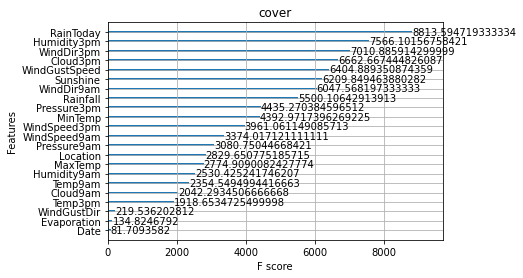 cover
RainToday 8813.594719333334
Humidity3pm 7566.10156758421
WindDir3pm 7010.885914299999
Cloud3pm 6662.667444826087
WindGustSpeed 6404.889350874359
Sunshine 6209.849463880282
WindDir9am 6047.568197333333
Rainfall 5500.10642913913
Pressure3pm 4435.270384596512
MinTemp 4392.9717396269225
WindSpeed3pm 3961.061149085713
WindSpeed9am 3374.017121111111
Pressure9am 3080.75044668421
Location 2829.650775185715
MaxTemp 2774.9090082427774
Humidity9am 2530.425241746207
Temp9am 2354.5494994416663
Cloud9am 2042.2934506666668
Temp3pm 1918.6534725499998
WindGustDir 219.536202812
Evaporation 134.8246792
Date 81.7093582
Features
0 2000 4000 6000 8000
F score